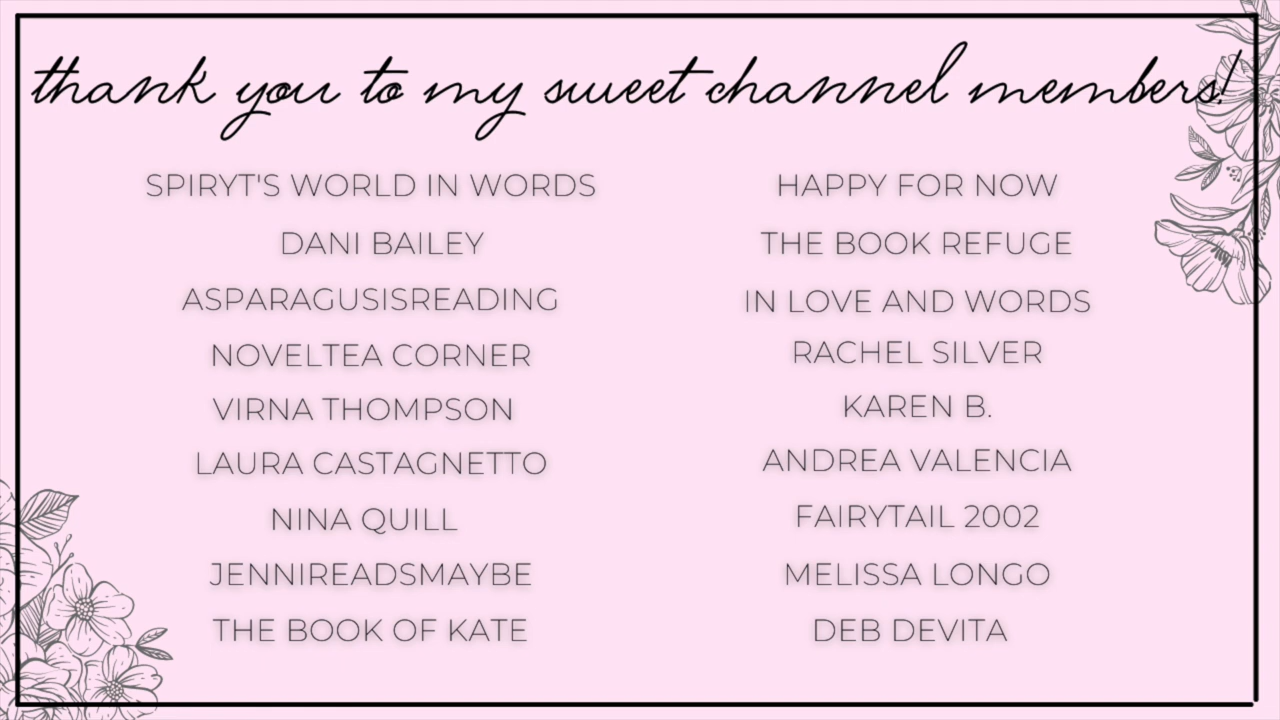 thank you to my sweet channel members!
SPIRYT'S WORLD IN WORDS
DANI BAILEY
ASPARAGUSISREADING
NOVELTEA CORNER
VIRNA THOMPSON
LAURA CASTAGNETTO
NINA QUILL
JENNIREADSMAYBE
THE BOOK OF KATE
HAPPY FOR NOW
THE BOOK REFUGE
IN LOVE AND WORDS
RACHEL SILVER
KAREN B.
ANDREA VALENCIA
FAIRYTAIL 2002
MELISSA LONGO
DEB DEVITA